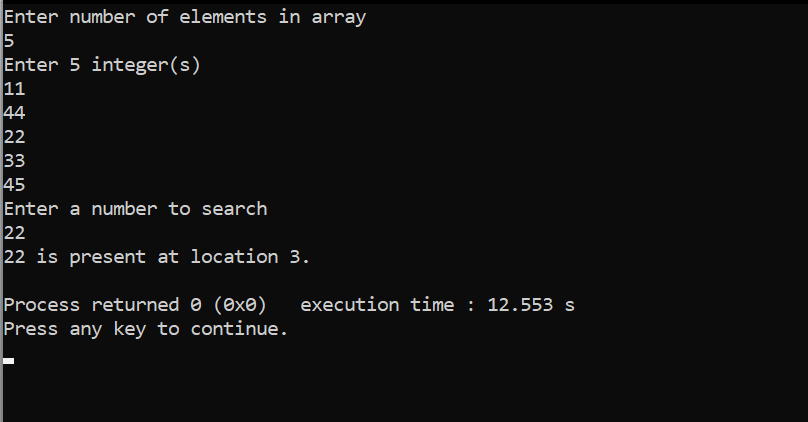 Enter number of elements in array
5
Enter 5 integer(s)
11
44
22
33
45
Enter a number to search
22
22 is present at location 3.
Process returned 0 (0x0)   execution time : 12.553 s
Press any key to continue.